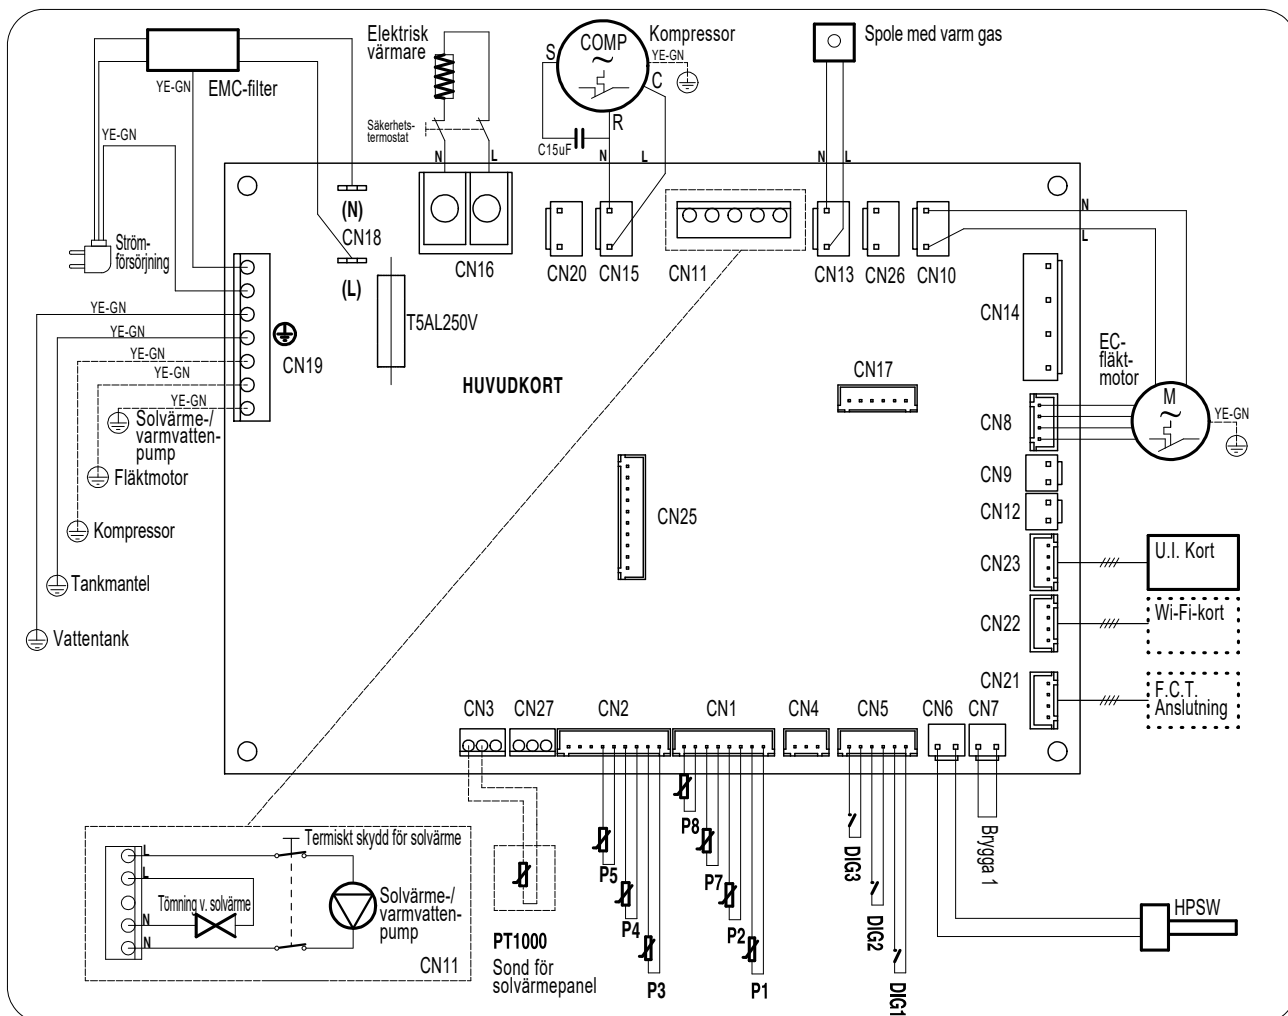 Elektrisk
värmare
S
COMP
~
Kompressor
YE-GN
C
R
Spole med varm gas
EMC-filter
YE-GN
YE-GN
Säkerhets-
termostat
C15uF
N
L
N
L
N
L
N
L
(N)
CN18
(L)
Ström-
försörjning
CN16
CN20
CN15
CN11
CN13
CN26
CN10
T5AL250V
CN14
YE-GN
YE-GN
YE-GN
YE-GN
YE-GN
CN19
HUVUDKORT
CN17
EC-
fläkt-
motor
M
~
YE-GN
Solvärme-/
varmvatten-
pump
Fläktmotor
Kompressor
Tankmantel
Vattentank
CN25
CN8
CN9
CN12
CN23
CN22
CN21
U.I. Kort
Wi-Fi-kort
F.C.T.
Anslutning
CN3
CN27
CN2
CN1
CN4
CN5
CN6
CN7
P8
P5
P7
P4
P2
P3
P1
DIG3
DIG2
DIG1
Brygga 1
HPSW
PT1000
Sond för
solvärmepanel
L
Termiskt skydd för solvärme
L
Tömning v. solvärme
N
N
Solvärme-/
varmvatten-
pump
CN11